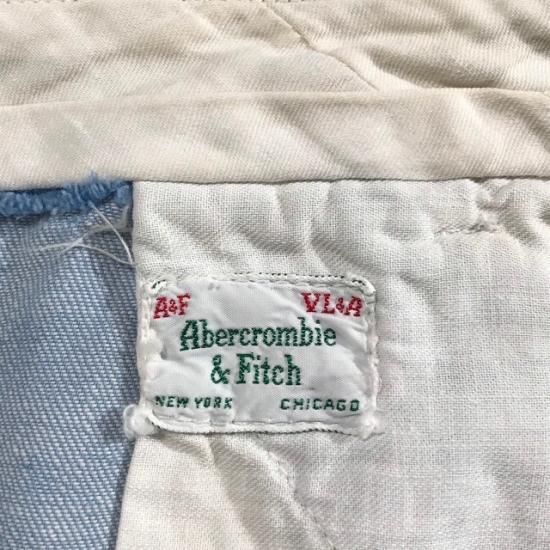 A&F VL&A
Abercrombie
& Fitch
NEW YORK CHICAGO